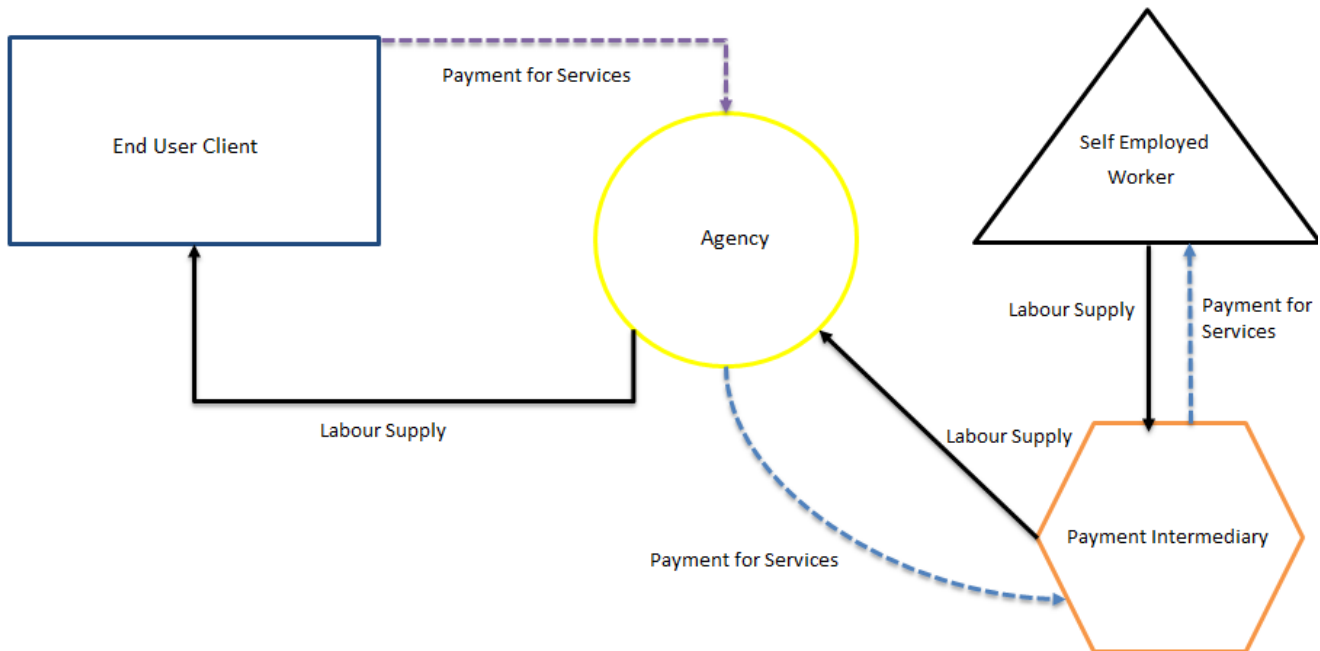 Payment for Services
End User Client
Self Employed
Worker
Agency
Labour Supply
Payment for
Services
Labour Supply
Labour Supply
Payment for Services
Payment Intermediary